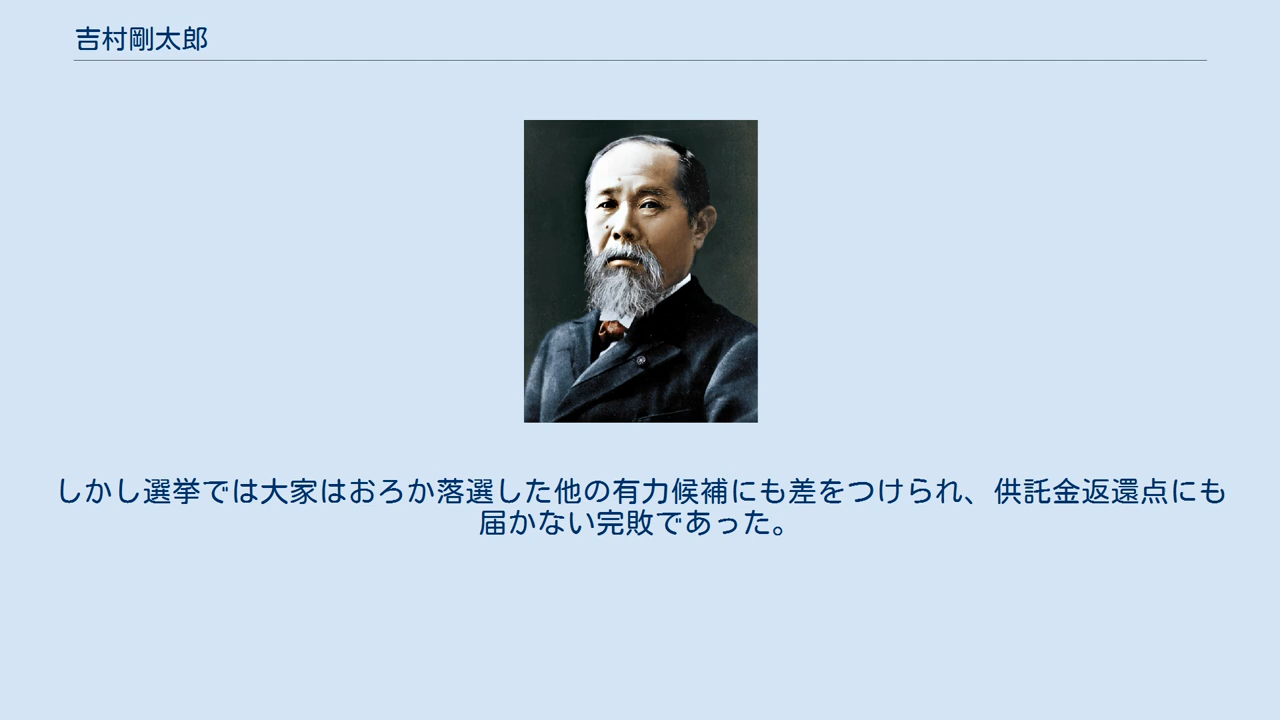 吉村剛太郎
しかし選挙では大家はおろか落選した他の有力候補にも差をつけられ、供託金返還点にも
届かない完敗であった。